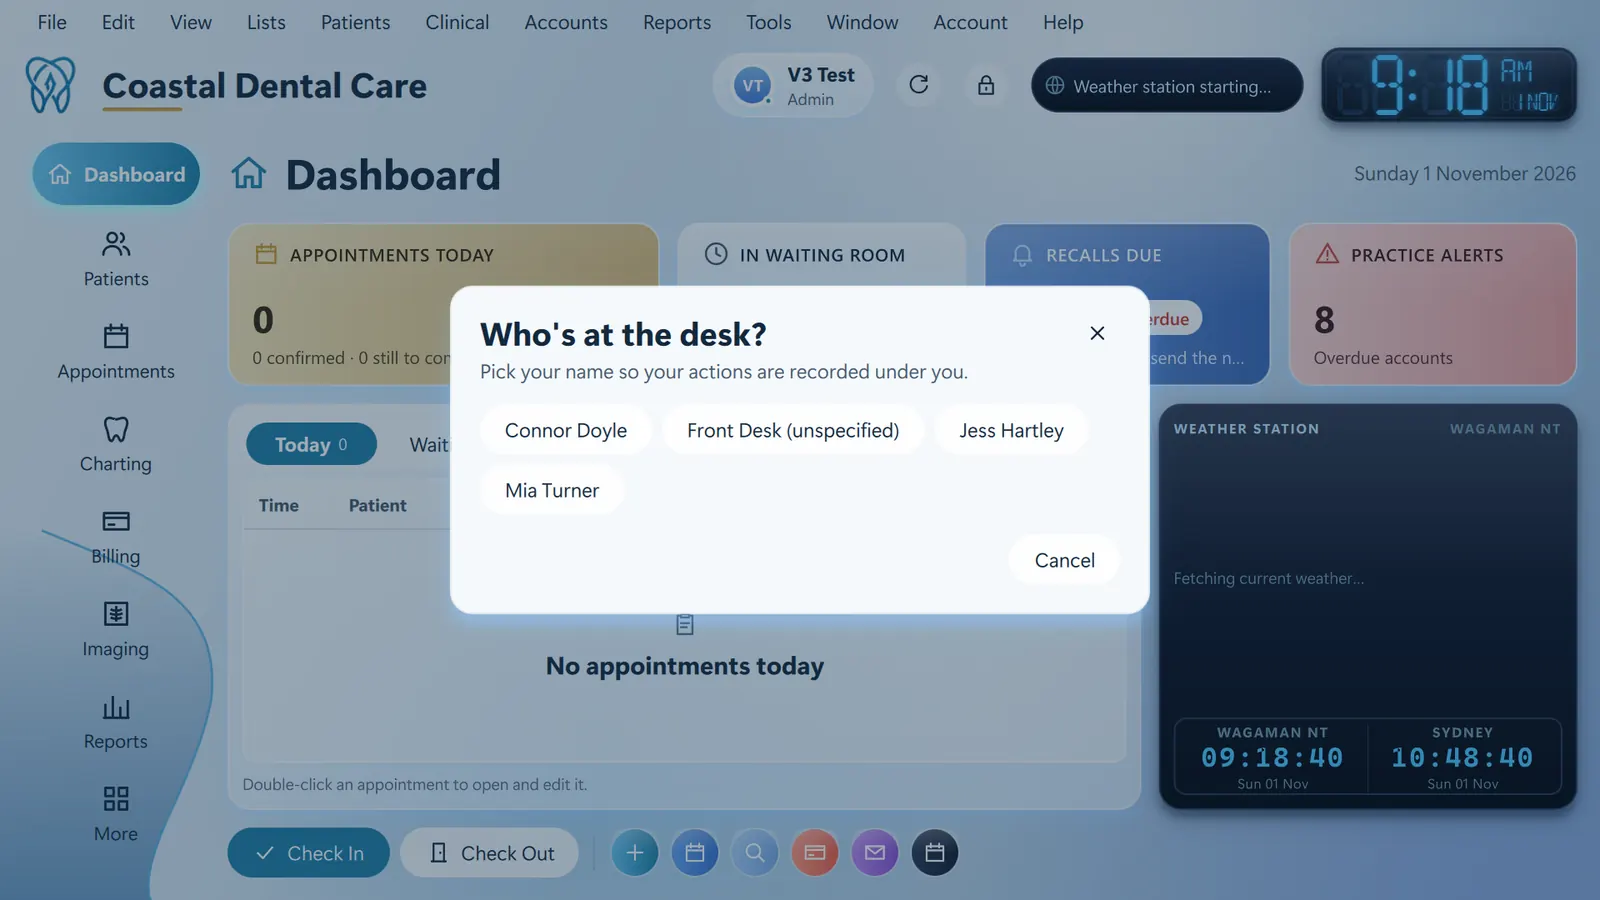 File Edit View Lists Patients Clinical Accounts Reports Tools Window Account Help
Coastal Dental Care
VT
V3 Test
Admin
Weather station starting...
9:18 AM
1 NOV
Dashboard
Patients
Appointments
Charting
Billing
Imaging
Reports
More
Dashboard
Sunday 1 November 2026
APPOINTMENTS TODAY
0
0 confirmed · 0 still to con
IN WAITING ROOM
RECALLS DUE
erdue
send the n...
PRACTICE ALERTS
8
Overdue accounts
Who's at the desk?
Pick your name so your actions are recorded under you.
Connor Doyle
Front Desk (unspecified)
Jess Hartley
Mia Turner
Cancel
Today 0
Waiti
Time Patient
No appointments today
Double-click an appointment to open and edit it.
WEATHER STATION
WAGAMAN NT
Fetching current weather...
WAGAMAN NT
09:18:40
Sun 01 Nov
SYDNEY
10:48:40
Sun 01 Nov
Check In
Check Out